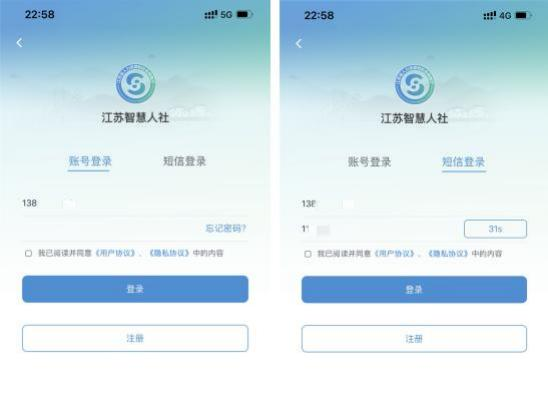 22:58 5G
江苏智慧人社
账号登录 短信登录
138
忘记密码?
我已阅读并同意《用户协议》、《隐私协议》中的内容
登录
注册
22:58 4G
江苏智慧人社
账号登录 短信登录
138
1
31s
我已阅读并同意《用户协议》、《隐私协议》中的内容
登录
注册